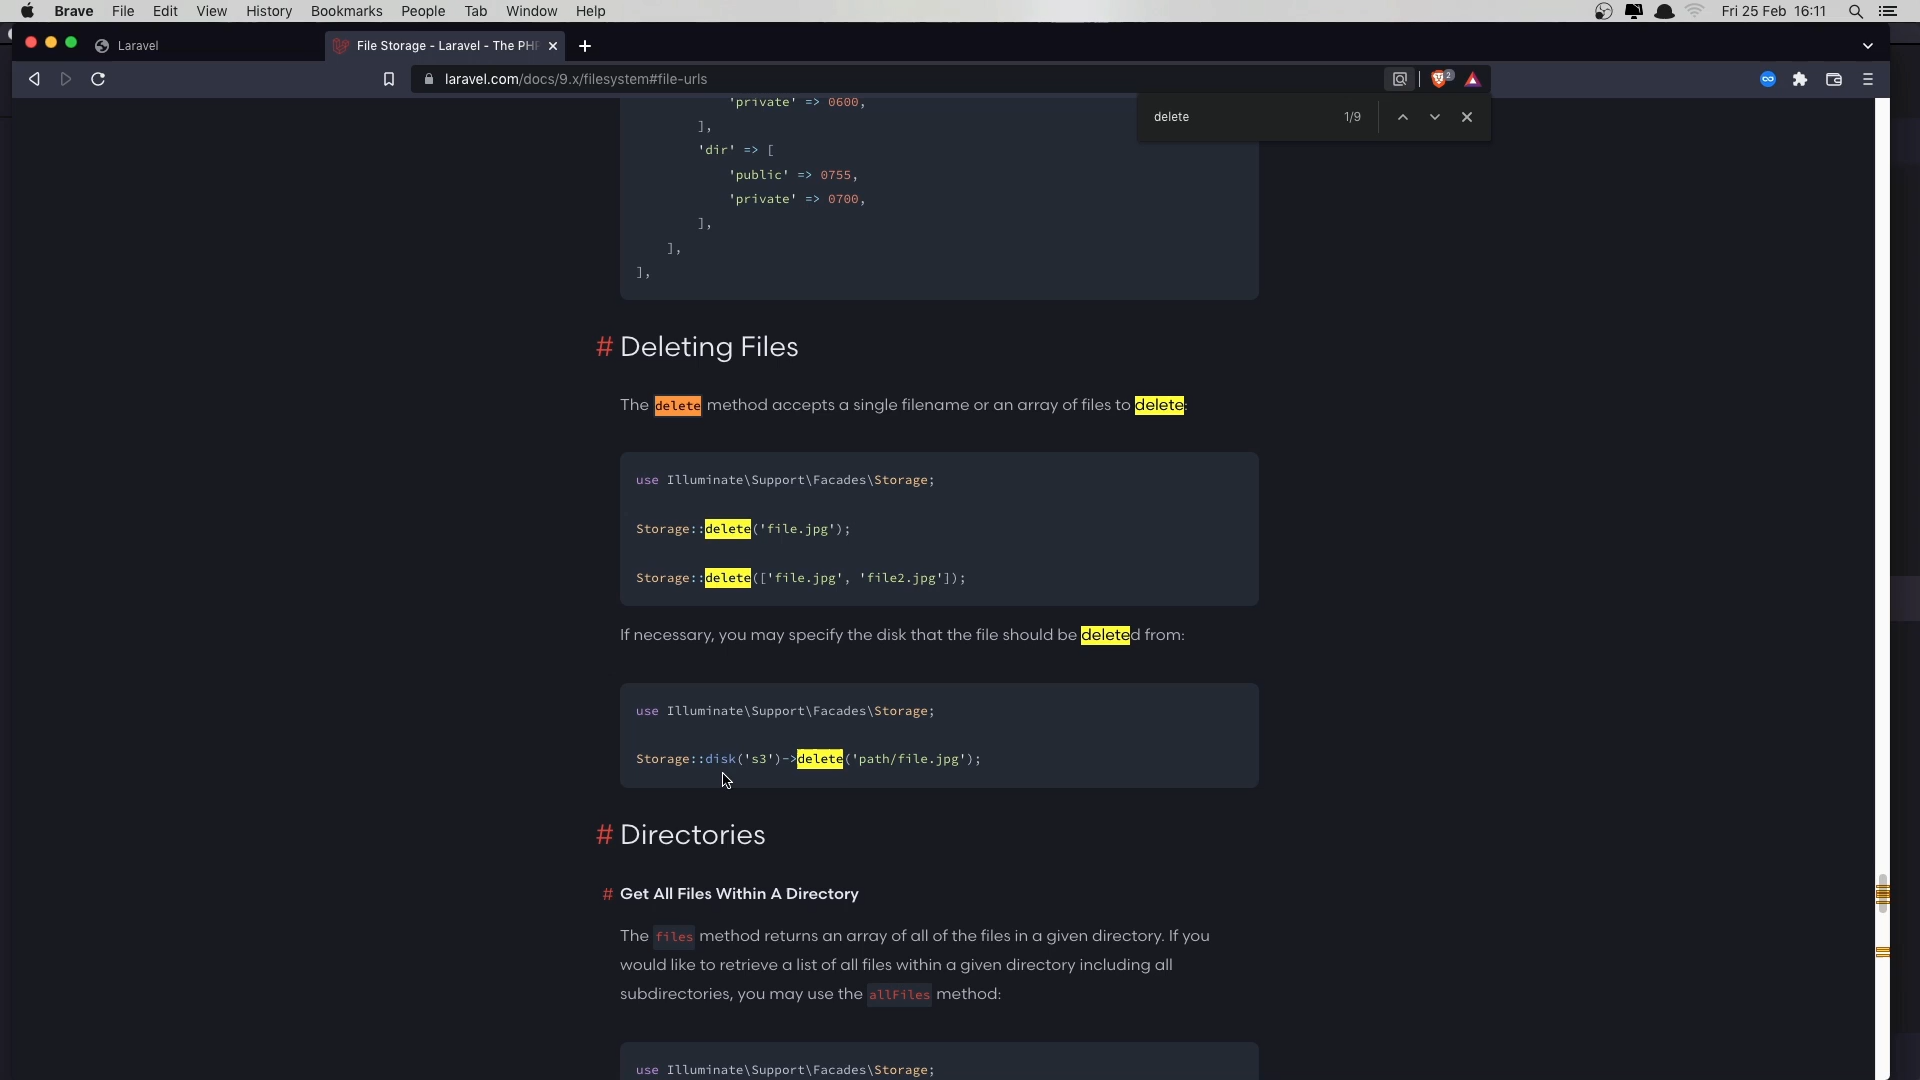 Brave File Edit View History Bookmarks People Tab Window Help Fri 25 Feb 16:11
Laravel File Storage - Laravel - The PHP
laravel.com/docs/9.x/filesystem#file-urls 2
delete 1/9
'private' => 0600,
],
'dir' => [
'public' => 0755,
'private' => 0700,
],
],
],
# Deleting Files
The delete method accepts a single filename or an array of files to delete:
use Illuminate\Support\Facades\Storage;
Storage::delete('file.jpg');
Storage::delete(['file.jpg', 'file2.jpg']);
If necessary, you may specify the disk that the file should be deleted from:
use Illuminate\Support\Facades\Storage;
Storage::disk('s3')->delete('path/file.jpg');
# Directories
# Get All Files Within A Directory
The files method returns an array of all of the files in a given directory. If you
would like to retrieve a list of all files within a given directory including all
subdirectories, you may use the allFiles method:
use Illuminate\Support\Facades\Storage;